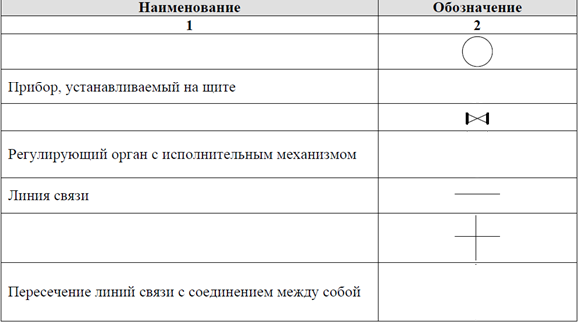 Наименование Обозначение
1 2
Прибор, устанавливаемый на щите
Регулирующий орган с исполнительным механизмом
Линия связи
Пересечение линий связи с соединением между собой